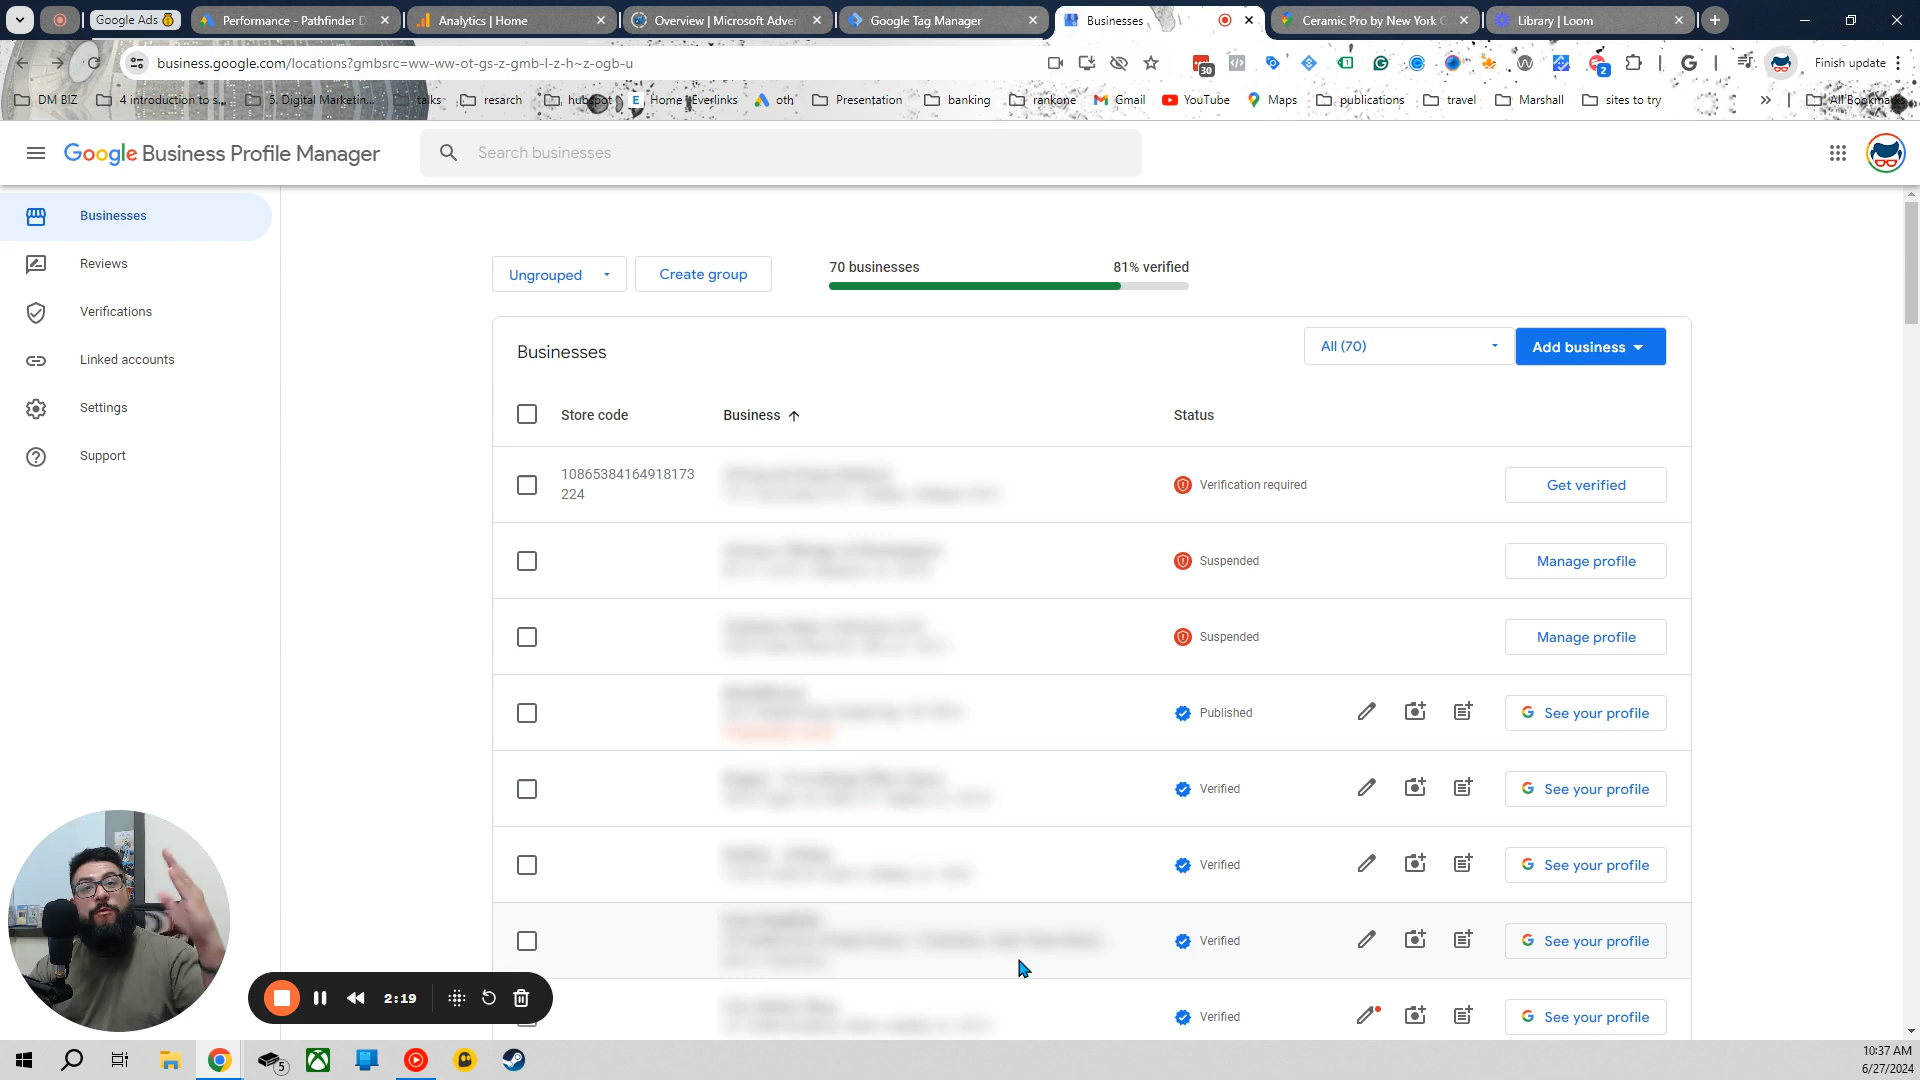 Google Ads
Performance - Pathfinder D
Analytics | Home
Overview | Microsoft Adver
Google Tag Manager
Businesses
Ceramic Pro by New York C
Library | Loom
business.google.com/locations?gmbsrc=ww-ww-ot-gs-z-gmb-l-z-h~z-ogb-u
30
1
2
Finish update
DM BIZ
4 introduction to s...
5. Digital Marketin...
talks
resarch
hubspot
Home | Everlinks
oth
Presentation
banking
rankone
Gmail
YouTube
Maps
publications
travel
Marshall
sites to try
All Bookmarks
Google Business Profile Manager
Search businesses
Businesses
Reviews
Verifications
Linked accounts
Settings
Support
Ungrouped
Create group
70 businesses
81% verified
Businesses
All (70)
Add business
Store code
Business
Status
10865384164918173
224
Verification required
Get verified
Suspended
Manage profile
Suspended
Manage profile
Published
See your profile
Verified
See your profile
Verified
See your profile
Verified
See your profile
Verified
See your profile
2:19
5
10:37 AM
6/27/2024